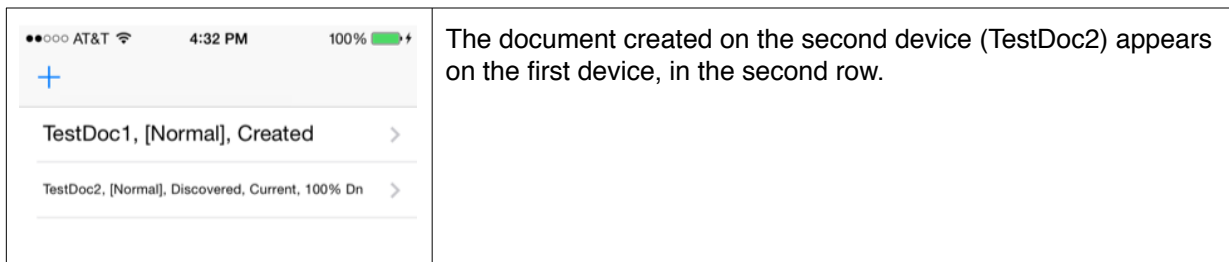 AT&T 4:32 PM 100%
+
TestDoc1, [Normal], Created
TestDoc2, [Normal], Discovered, Current, 100% Dn
The document created on the second device (TestDoc2) appears
on the first device, in the second row.